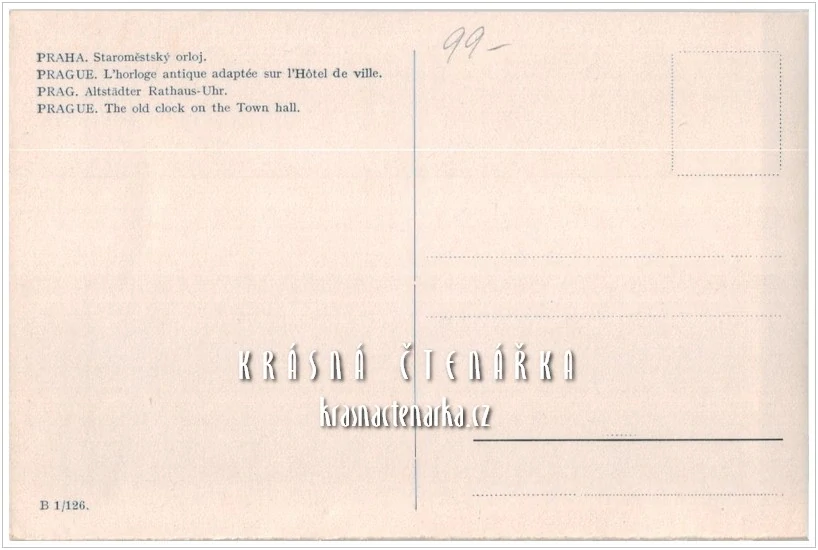 PRAHA. Staroměstský orloj.
PRAGUE. L'horloge antique adaptée sur l'Hôtel de ville.
PRAG. Altstädter Rathaus-Uhr.
PRAGUE. The old clock on the Town hall.
99-
KRÁSNÁ ČTENÁŘKA
krasnactenarka.cz
B 1/126.